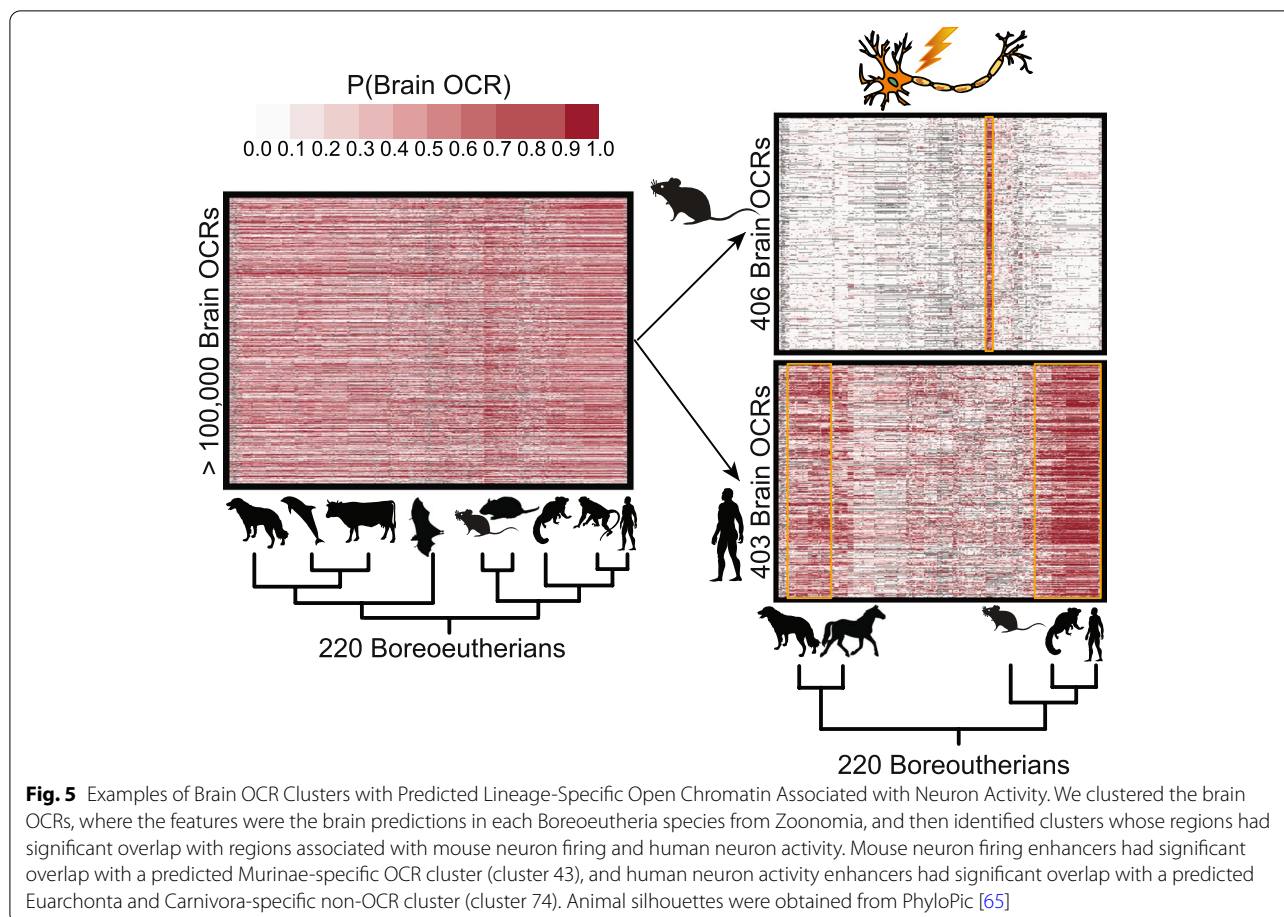 P(Brain OCR)
0.0 0.1 0.2 0.3 0.4 0.5 0.6 0.7 0.8 0.9 1.0
> 100,000 Brain OCRs
220 Boreoeutherians
406 Brain OCRs
403 Brain OCRs
220 Boreoeutherians
Fig. 5 Examples of Brain OCR Clusters with Predicted Lineage-Specific Open Chromatin Associated with Neuron Activity. We clustered the brain
OCRs, where the features were the brain predictions in each Boreoeutheria species from Zoonomia, and then identified clusters whose regions had
significant overlap with regions associated with mouse neuron firing and human neuron activity. Mouse neuron firing enhancers had significant
overlap with a predicted Murinae-specific OCR cluster (cluster 43), and human neuron activity enhancers had significant overlap with a predicted
Euarchonta and Carnivora-specific non-OCR cluster (cluster 74). Animal silhouettes were obtained from PhyloPic [65]